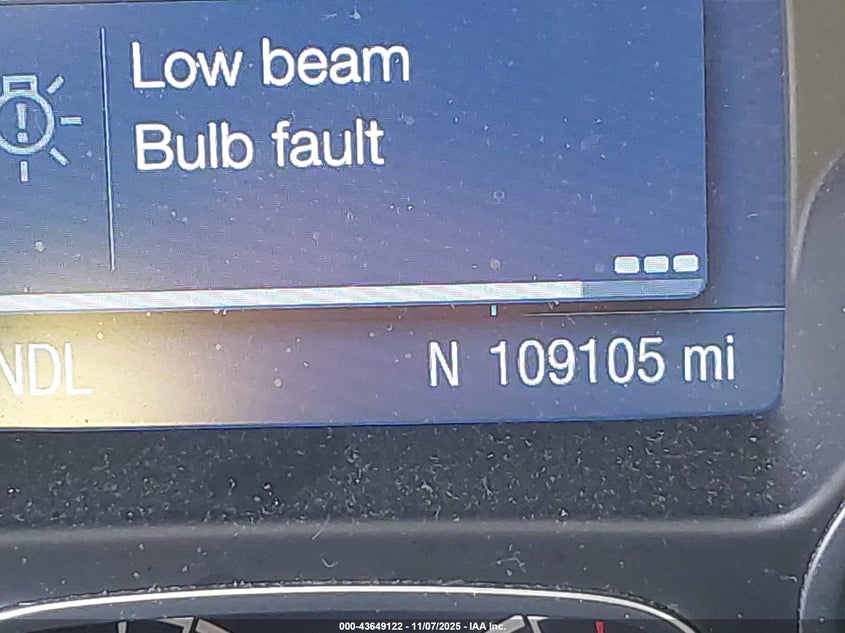 Low beam
Bulb fault
NDL
N 109105 mi
000-43649122 - 11/07/2025 - IAA Inc.